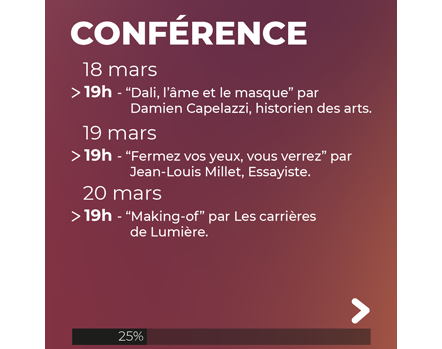 CONFÉRENCE
18 mars
> 19h - “Dali, l’âme et le masque” par
Damien Capelazzi, historien des arts.
19 mars
> 19h - “Fermez vos yeux, vous verrez” par
Jean-Louis Millet, Essayiste.
20 mars
> 19h - “Making-of” par Les carrières
de Lumière.
25%